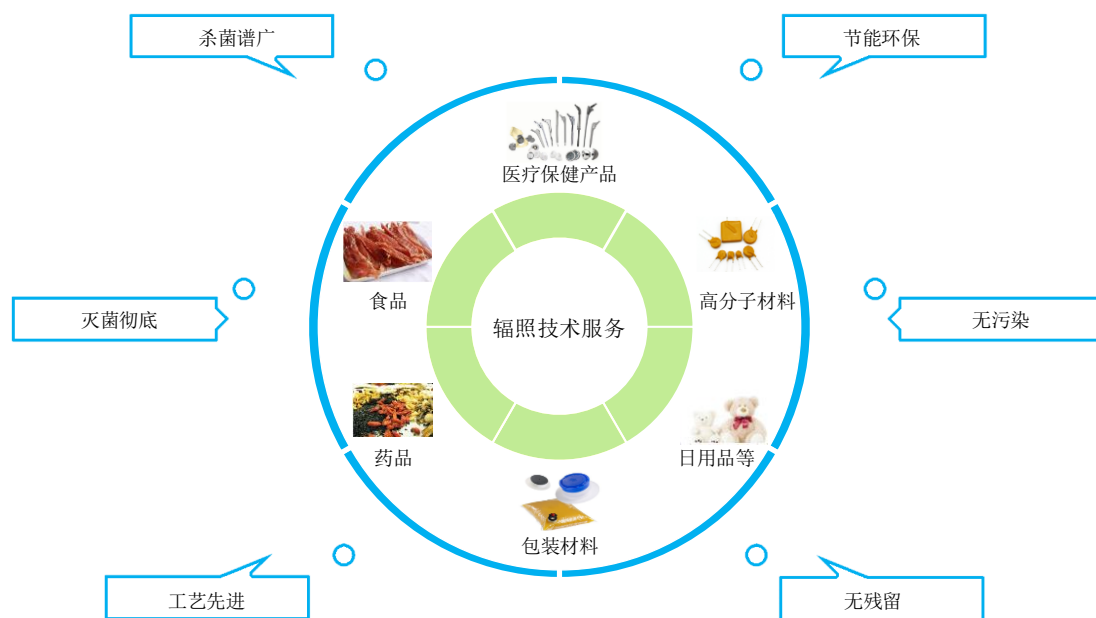 杀菌谱广
节能环保
医疗保健产品
食品
高分子材料
灭菌彻底
辐照技术服务
无污染
药品
日用品等
包装材料
工艺先进
无残留